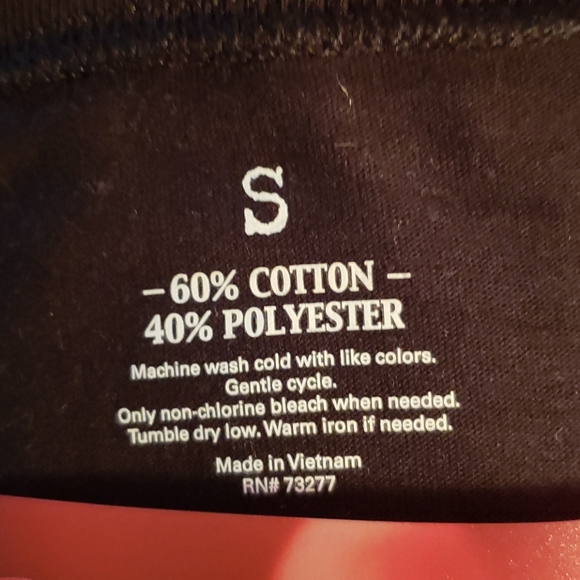 S
– 60% COTTON –
40% POLYESTER
Machine wash cold with like colors.
Gentle cycle.
Only non-chlorine bleach when needed.
Tumble dry low. Warm iron if needed.
Made in Vietnam
RN# 73277